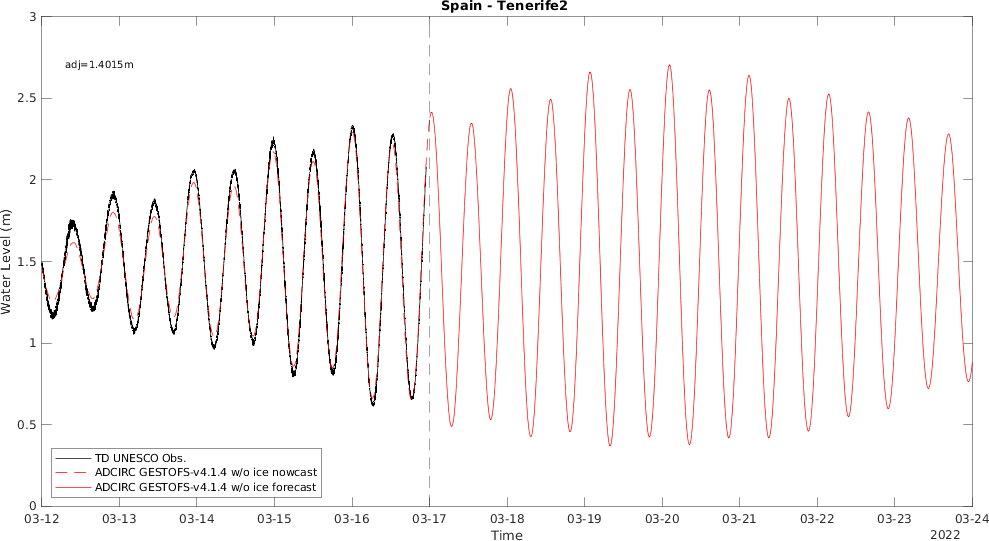 Spain - Tenerife2
adj=1.4015m
Water Level (m)
3
2.5
2
1.5
1
0.5
0
TD UNESCO Obs.
ADCIRC GESTOFS-v4.1.4 w/o ice nowcast
ADCIRC GESTOFS-v4.1.4 w/o ice forecast
03-12 03-13 03-14 03-15 03-16 03-17 03-18 03-19 03-20 03-21 03-22 03-23 03-24
Time
2022